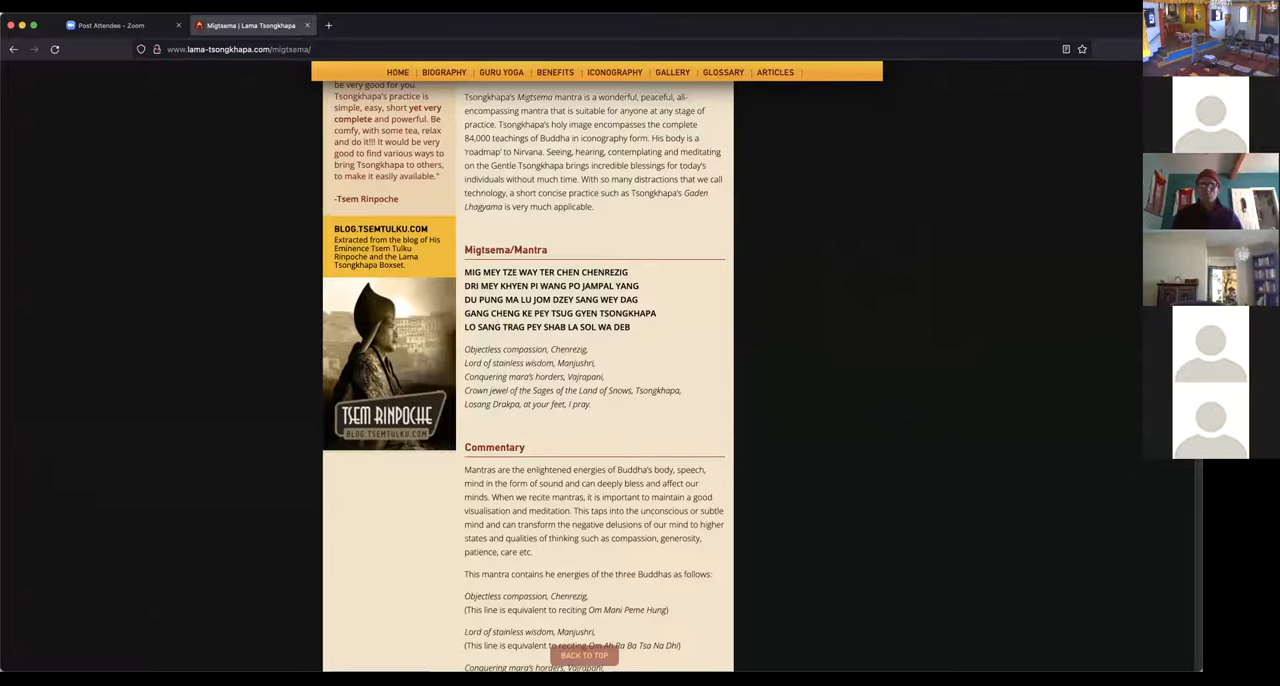 Post Attendee - Zoom
Migtsema | Lama Tsongkhapa
www.lama-tsongkhapa.com/migtsema/
HOME | BIOGRAPHY | GURU YOGA | BENEFITS | ICONOGRAPHY | GALLERY | GLOSSARY | ARTICLES |
be very good for you.
Tsongkhapa's practice is
simple, easy, short yet very
complete and powerful. Be
comfy, with some tea, relax
and do it!!! It would be very
good to find various ways to
bring Tsongkhapa to others,
to make it easily available."
-Tsem Rinpoche
BLOG.TSEMTULKU.COM
Extracted from the blog of His
Eminence Tsem Tulku
Rinpoche and the Lama
Tsongkhapa Boxset.
TSEM RINPOCHE
BLOG.TSEMTULKU.COM
Tsongkhapa's Migtsema mantra is a wonderful, peaceful, all-
encompassing mantra that is suitable for anyone at any stage of
practice. Tsongkhapa's holy image encompasses the complete
84,000 teachings of Buddha in iconography form. His body is a
'roadmap' to Nirvana. Seeing, hearing, contemplating and meditating
on the Gentle Tsongkhapa brings incredible blessings for today's
individuals without much time. With so many distractions that we call
technology, a short concise practice such as Tsongkhapa's Gaden
Lhagyama is very much applicable.
Migtsema/Mantra
MIG MEY TZE WAY TER CHEN CHENREZIG
DRI MEY KHYEN PI WANG PO JAMPAL YANG
DU PUNG MA LU JOM DZEY SANG WEY DAG
GANG CHENG KE PEY TSUG GYEN TSONGKHAPA
LO SANG TRAG PEY SHAB LA SOL WA DEB
Objectless compassion, Chenrezig,
Lord of stainless wisdom, Manjushri,
Conquering mara's horders, Vajrapani,
Crown jewel of the Sages of the Land of Snows, Tsongkhapa,
Losang Drakpa, at your feet, I pray.
Commentary
Mantras are the enlightened energies of Buddha's body, speech,
mind in the form of sound and can deeply bless and affect our
minds. When we recite mantras, it is important to maintain a good
visualisation and meditation. This taps into the unconscious or subtle
mind and can transform the negative delusions of our mind to higher
states and qualities of thinking such as compassion, generosity,
patience, care etc.
This mantra contains he energies of the three Buddhas as follows:
Objectless compassion, Chenrezig,
(This line is equivalent to reciting Om Mani Peme Hung)
Lord of stainless wisdom, Manjushri,
(This line is equivalent to reciting Om Ah Ra Ba Tsa Na Dhi)
BACK TO TOP
Conquering mara's horders, Vajrapani,